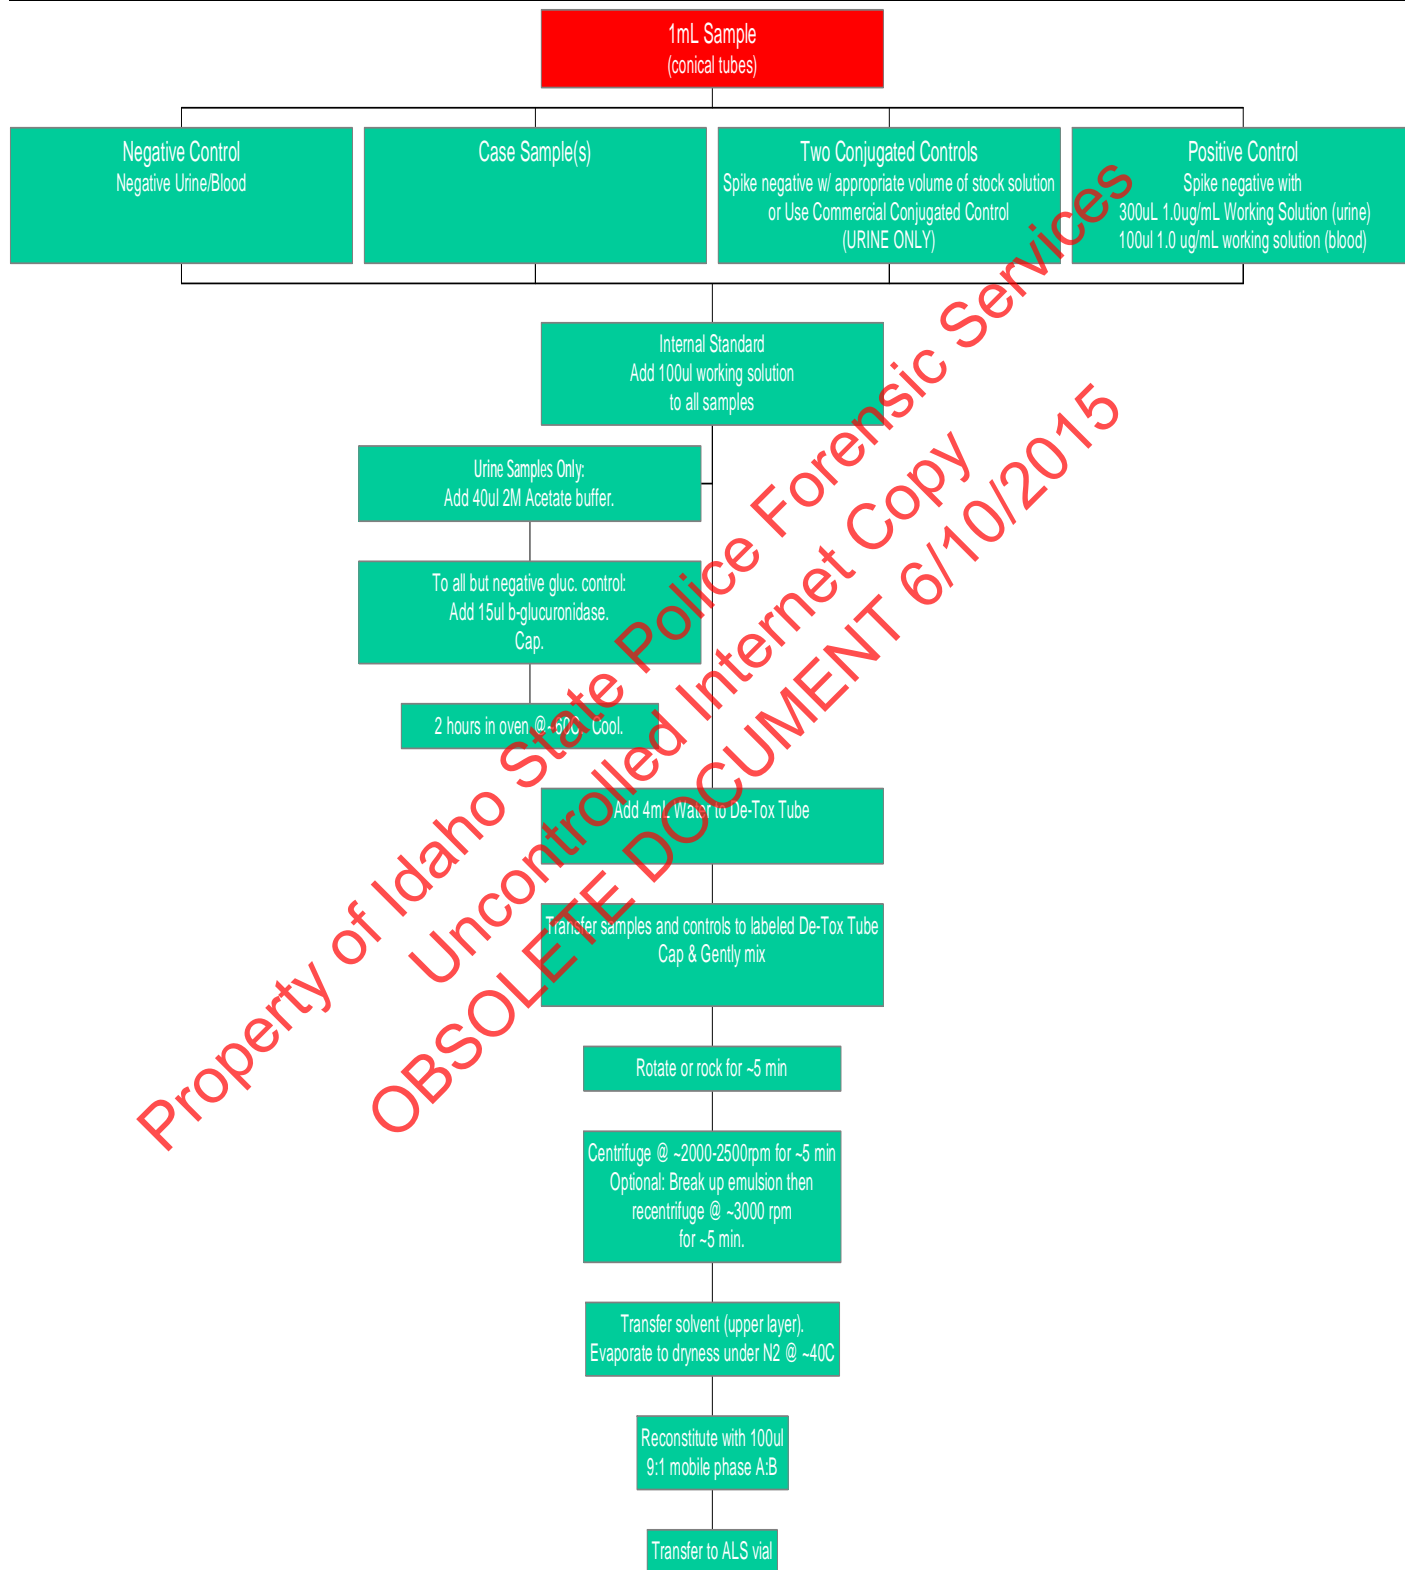 1mL Sample
(conical tubes)
Negative Control
Negative Urine/Blood
Case Sample(s)
Two Conjugated Controls
Spike negative w/ appropriate volume of stock solution
or Use Commercial Conjugated Control
(URINE ONLY)
Positive Control
Spike negative with
300uL 1.0ug/mL Working Solution (urine)
100ul 1.0 ug/mL working solution (blood)
Internal Standard
Add 100ul working solution
to all samples
Urine Samples Only:
Add 40ul 2M Acetate buffer.
To all but negative gluc. control:
Add 15ul b-glucuronidase.
Cap.
2 hours in oven @~60C. Cool.
Add 4mL Water to De-Tox Tube
Transfer samples and controls to labeled De-Tox Tube
Cap & Gently mix
Rotate or rock for ~5 min
Centrifuge @ ~2000-2500rpm for ~5 min
Optional: Break up emulsion then
recentrifuge @ ~3000 rpm
for ~5 min.
Transfer solvent (upper layer).
Evaporate to dryness under N2 @ ~40C
Reconstitute with 100ul
9:1 mobile phase A:B
Transfer to ALS vial
Property of Idaho State Police Forensic Services
Uncontrolled Internet Copy
OBSOLETE DOCUMENT 6/10/2015